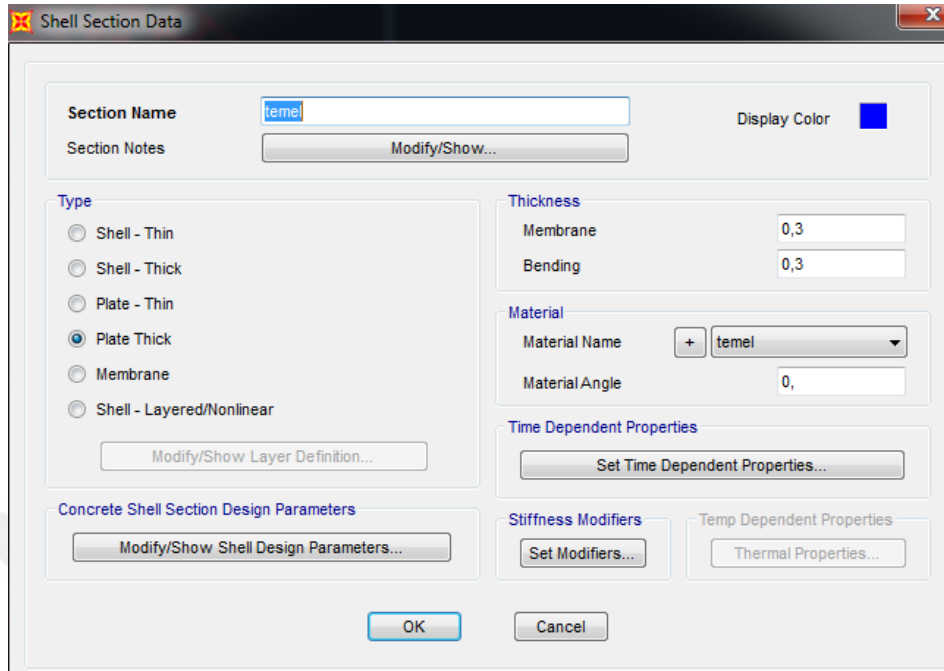 Shell Section Data
Section Name
temel
Display Color
Section Notes
Modify/Show...
Type
Shell - Thin
Shell - Thick
Plate - Thin
Plate Thick
Membrane
Shell - Layered/Nonlinear
Modify/Show Layer Definition...
Thickness
Membrane
0,3
Bending
0,3
Material
Material Name
+
temel
Material Angle
0,
Time Dependent Properties
Set Time Dependent Properties...
Concrete Shell Section Design Parameters
Modify/Show Shell Design Parameters...
Stiffness Modifiers
Set Modifiers...
Temp Dependent Properties
Thermal Properties...
OK
Cancel